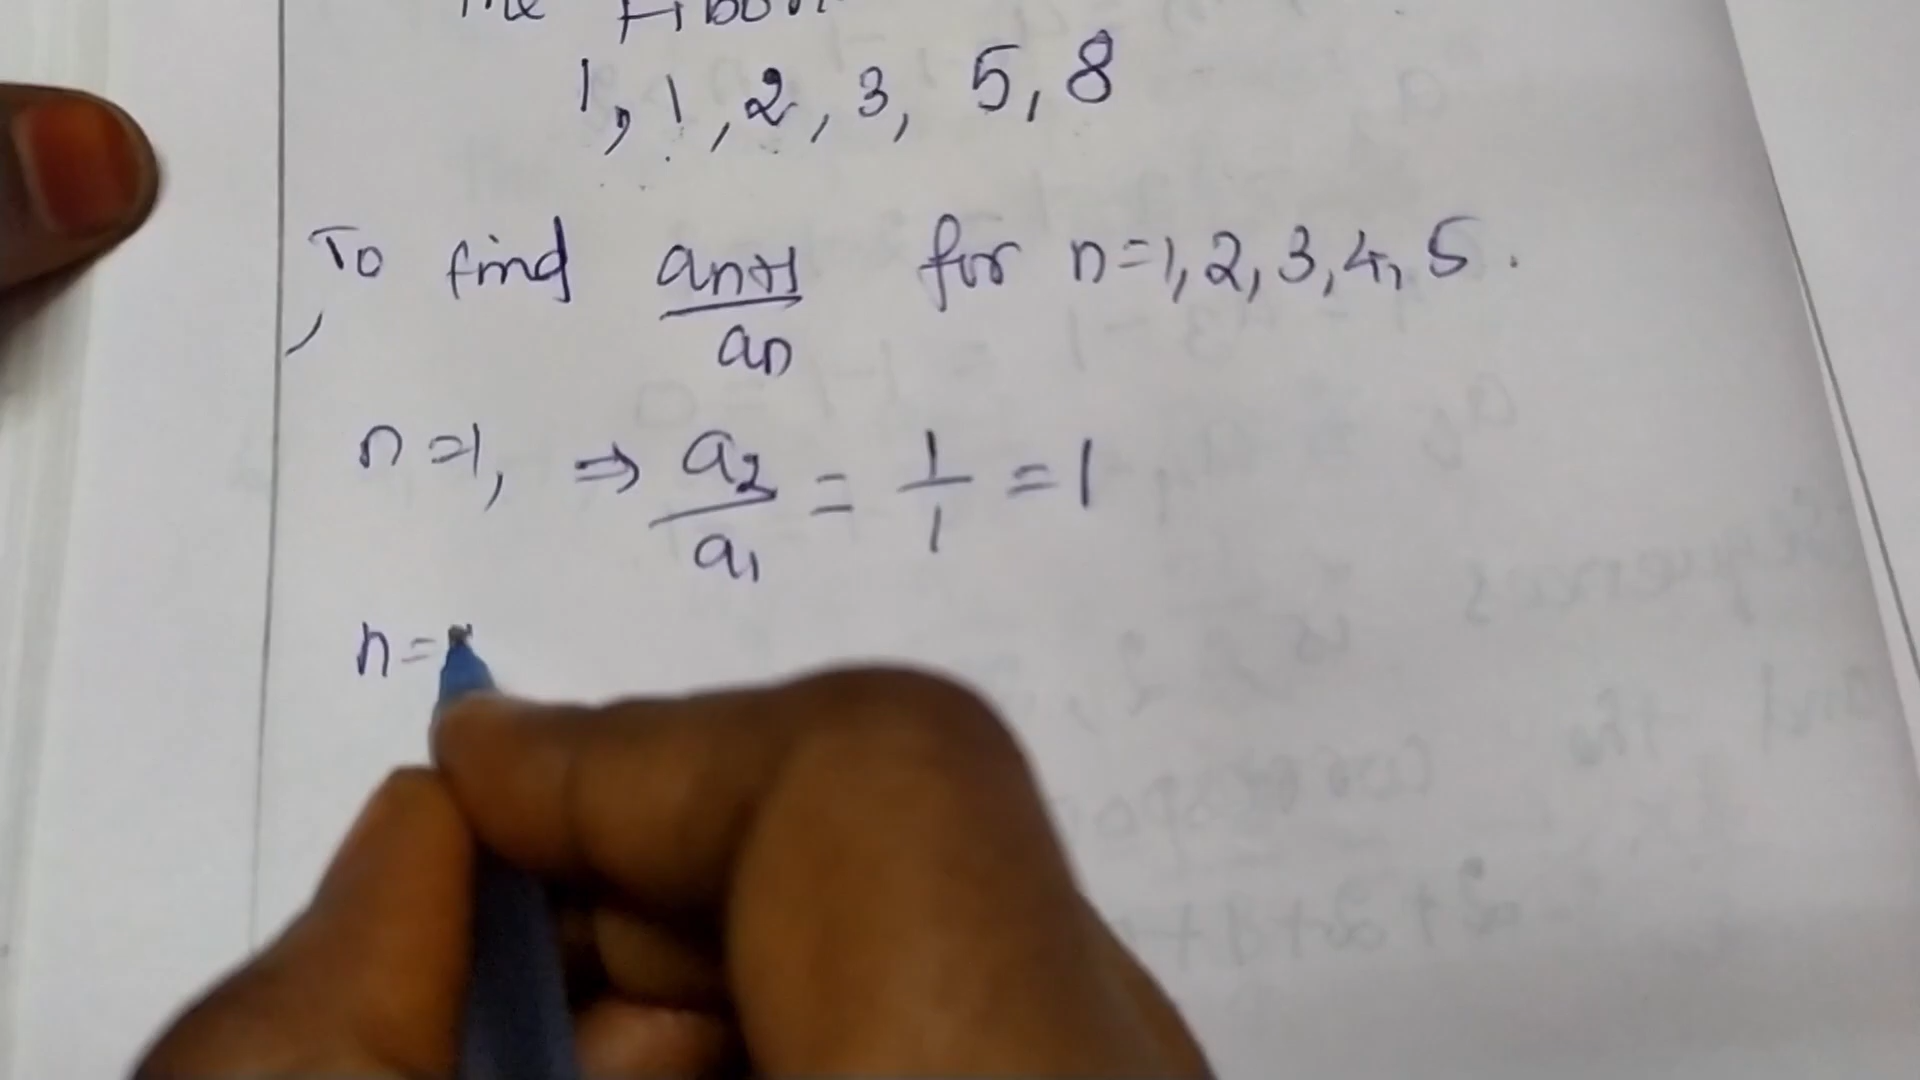 The
1, 1, 2, 3, 5, 8
To find an+1/an for n=1, 2, 3, 4, 5.
n=1, ⇒ a2/a1 = 1/1 = 1
n=